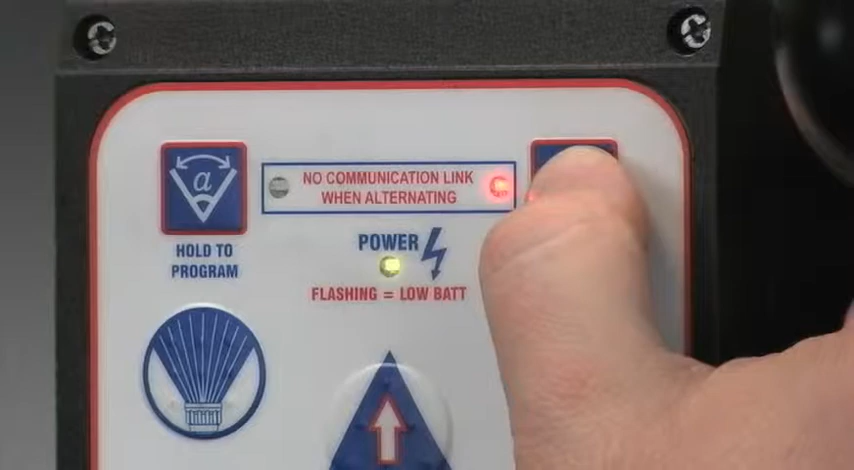 α
NO COMMUNICATION LINK
WHEN ALTERNATING
HOLD TO
PROGRAM
POWER
FLASHING = LOW BATT